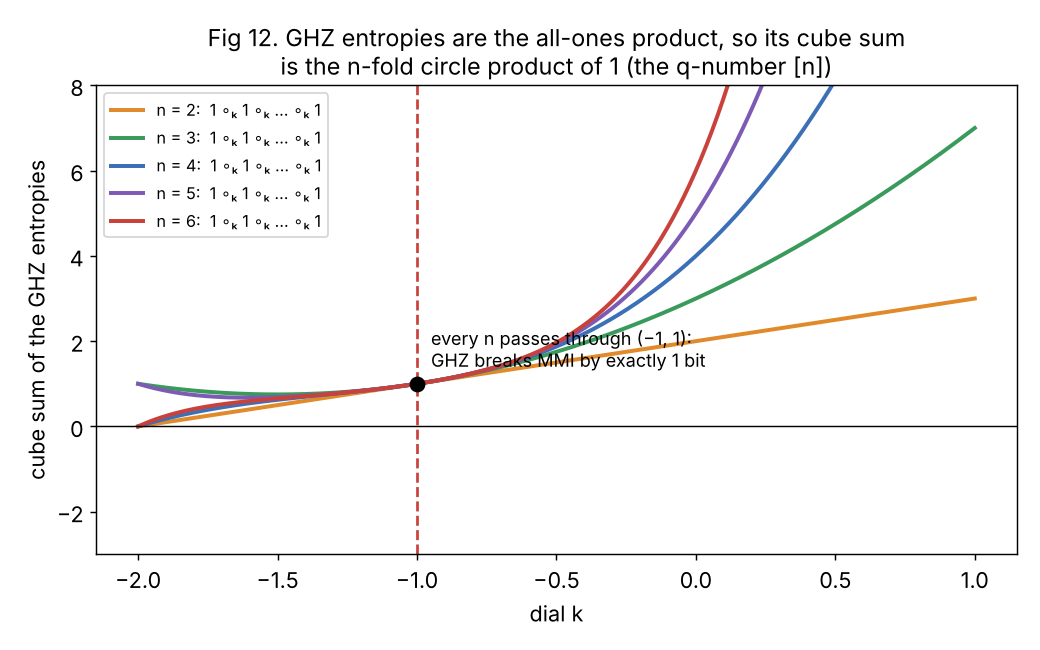 Fig 12. GHZ entropies are the all-ones product, so its cube sum
is the n-fold circle product of 1 (the q-number [n])
8
6
4
2
0
−2
cube sum of the GHZ entropies
n = 2: 1 ∘ₖ 1 ∘ₖ … ∘ₖ 1
n = 3: 1 ∘ₖ 1 ∘ₖ … ∘ₖ 1
n = 4: 1 ∘ₖ 1 ∘ₖ … ∘ₖ 1
n = 5: 1 ∘ₖ 1 ∘ₖ … ∘ₖ 1
n = 6: 1 ∘ₖ 1 ∘ₖ … ∘ₖ 1
every n passes through (−1, 1):
GHZ breaks MMI by exactly 1 bit
−2.0 −1.5 −1.0 −0.5 0.0 0.5 1.0
dial k